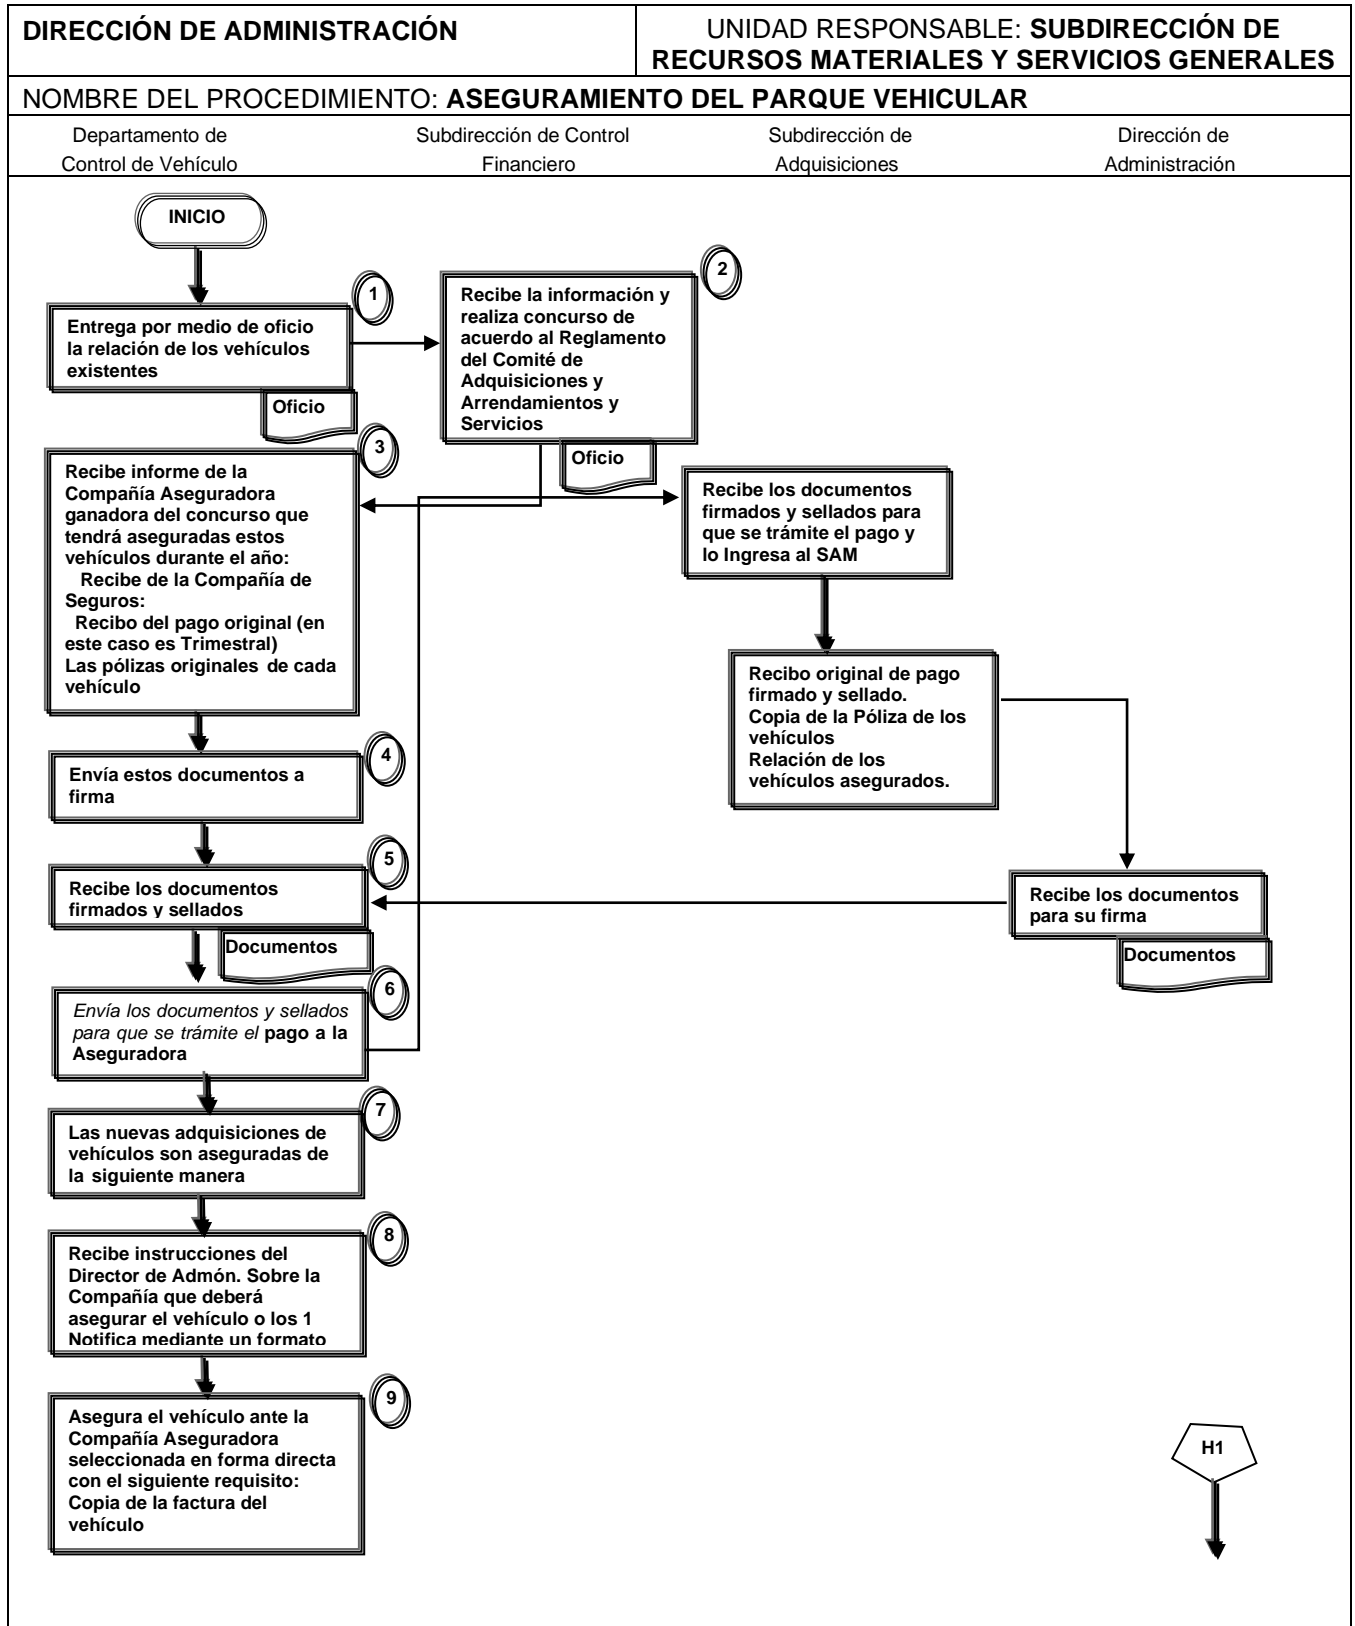 DIRECCIÓN DE ADMINISTRACIÓN
UNIDAD RESPONSABLE: SUBDIRECCIÓN DE
RECURSOS MATERIALES Y SERVICIOS GENERALES
NOMBRE DEL PROCEDIMIENTO: ASEGURAMIENTO DEL PARQUE VEHICULAR
Departamento de
Control de Vehículo
Subdirección de Control
Financiero
Subdirección de
Adquisiciones
Dirección de
Administración
INICIO
1
Entrega por medio de oficio
la relación de los vehículos
existentes
Oficio
2
Recibe la información y
realiza concurso de
acuerdo al Reglamento
del Comité de
Adquisiciones y
Arrendamientos y
Servicios
Oficio
3
Recibe informe de la
Compañía Aseguradora
ganadora del concurso que
tendrá aseguradas estos
vehículos durante el año:
Recibe de la Compañía de
Seguros:
Recibo del pago original (en
este caso es Trimestral)
Las pólizas originales de cada
vehículo
Recibe los documentos
firmados y sellados para
que se trámite el pago y
lo Ingresa al SAM
Recibo original de pago
firmado y sellado.
Copia de la Póliza de los
vehículos
Relación de los
vehículos asegurados.
4
Envía estos documentos a
firma
5
Recibe los documentos
firmados y sellados
Documentos
Recibe los documentos
para su firma
Documentos
6
Envía los documentos y sellados
para que se trámite el pago a la
Aseguradora
7
Las nuevas adquisiciones de
vehículos son aseguradas de
la siguiente manera
8
Recibe instrucciones del
Director de Admón. Sobre la
Compañía que deberá
asegurar el vehículo o los 1
Notifica mediante un formato
9
Asegura el vehículo ante la
Compañía Aseguradora
seleccionada en forma directa
con el siguiente requisito:
Copia de la factura del
vehículo
H1